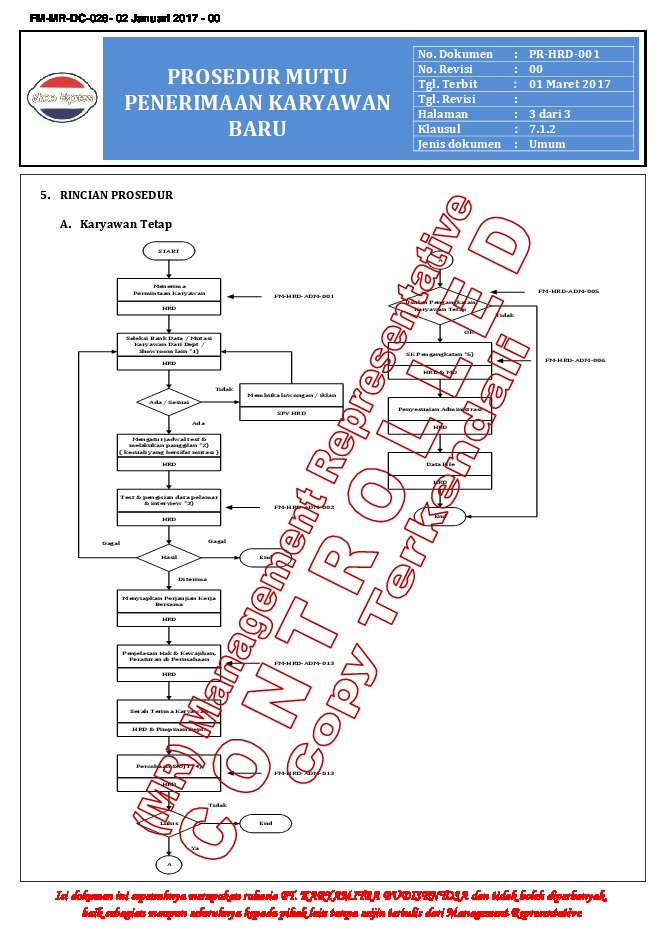 FM-MR-DC-028- 02 Januari 2017 - 00
Shoe Express
PROSEDUR MUTU
PENERIMAAN KARYAWAN
BARU
No. Dokumen : PR-HRD-001
No. Revisi : 00
Tgl. Terbit : 01 Maret 2017
Tgl. Revisi :
Halaman : 3 dari 3
Klausul : 7.1.2
Jenis dokumen : Umum
5. RINCIAN PROSEDUR
A. Karyawan Tetap
START
Menerima
Permintaan Karyawan
HRD
FM-HRD-ADM-001
Seleksi Bank Data / Mutasi
Karyawan Dari Dept /
Showroom lain *1)
HRD
Ada / Sesuai
Tidak
Membuka lowongan / iklan
SPV HRD
Ada
Mengatur jadwal test &
melakukan panggilan *2)
( kecuali yang bersifat mutasi )
HRD
Test & pengisian data pelamar
& interview *3)
HRD
FM-HRD-ADM-002
Gagal
Hasil
Gagal
End
Diterima
Menyiapkan Perjanjian Kerja
Bersama
HRD
Penjelasan Hak & Kewajiban,
Peraturan di Perusahaan
HRD
FM-HRD-ADM-013
Serah Terima Karyawan
HRD & Pimpinan
HRD
FM-HRD-ADM-013
Tidak
Lulus
End
Ya
A
A
Pengangkatan
Karyawan Tetap
FM-HRD-ADM-005
Tidak
OK
SK Pengangkatan *5)
HRD & MD
FM-HRD-ADM-006
Penyesuaian Administrasi
HRD
Data File
HRD
End
(MR) Management Representative
CONTROLLED
Copy Terkendali
Isi dokumen ini sepenuhnya merupakan rahasia PT. KARYAMITRA BUDISENTOSA dan tidak boleh diperbanyak,
baik sebagian maupun seluruhnya kepada pihak lain tanpa seijin tertulis dari Management Representative